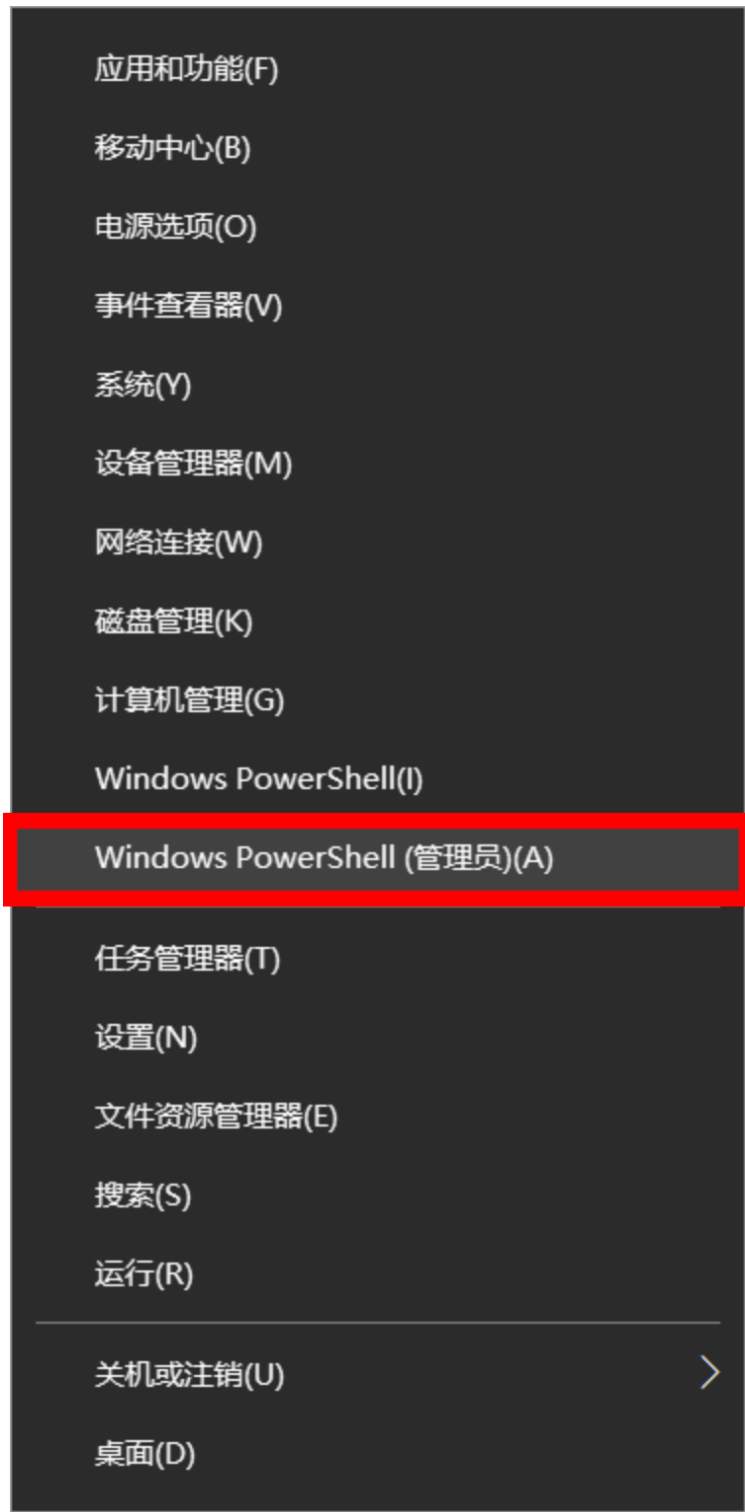 应用和功能(F)
移动中心(B)
电源选项(O)
事件查看器(V)
系统(Y)
设备管理器(M)
网络连接(W)
磁盘管理(K)
计算机管理(G)
Windows PowerShell(I)
Windows PowerShell (管理员)(A)
任务管理器(T)
设置(N)
文件资源管理器(E)
搜索(S)
运行(R)
关机或注销(U)
桌面(D)